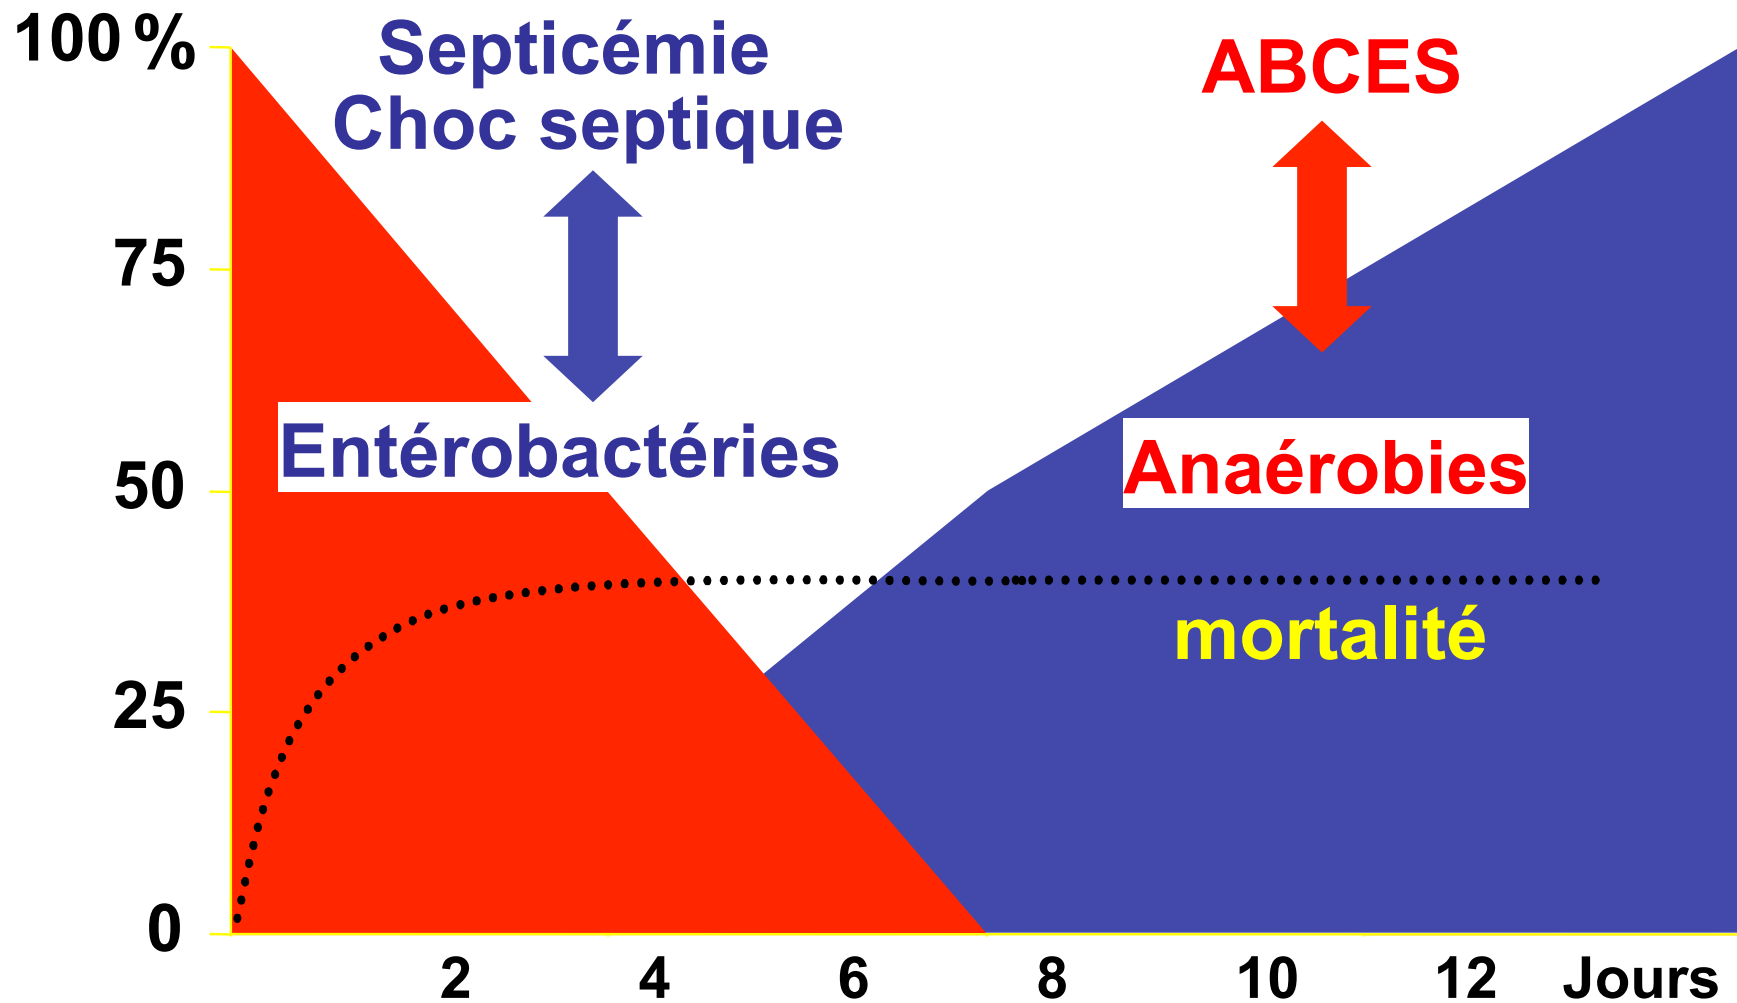 100 %
Septicémie
Choc septique
ABCES
75
Entérobactéries
Anaérobies
50
mortalité
25
0
2 4 6 8 10 12 Jours